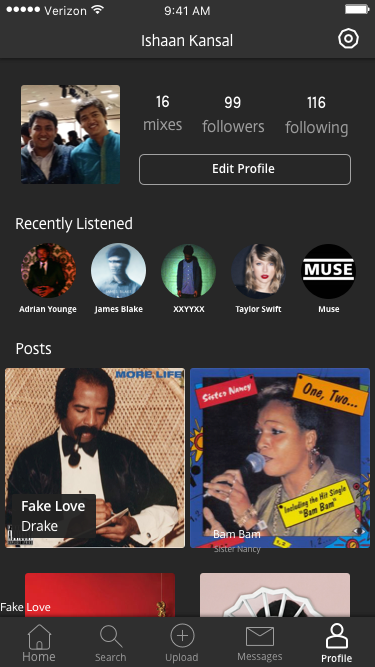 Verizon 9:41 AM
Ishaan Kansal
16 99 116
mixes followers following
Edit Profile
Recently Listened
MUSE
Adrian Younge James Blake XXYYXX Taylor Swift Muse
Posts
MORE LIFE
Sister Nancy
One, Two...
Including the Hit Single
"Bam Bam"
Fake Love
Drake
Bam Bam
Sister Nancy
Fake Love
Home Search Upload Messages Profile